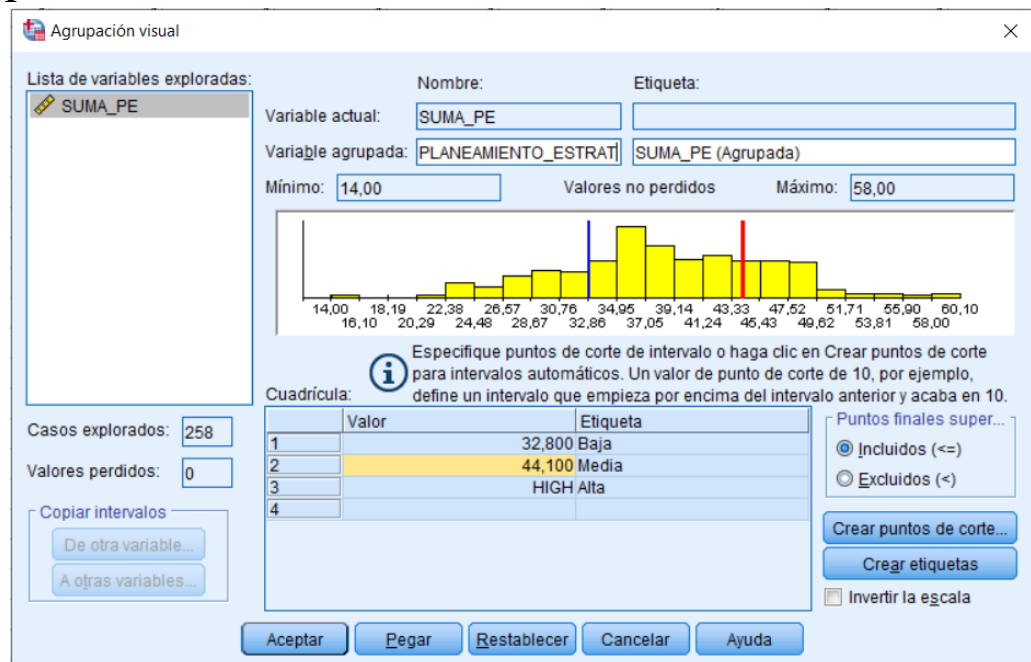 Agrupación visual
Lista de variables exploradas:
SUMA_PE
Nombre:
Etiqueta:
Variable actual:
SUMA_PE
Variable agrupada:
PLANEAMIENTO_ESTRAT
SUMA_PE (Agrupada)
Mínimo:
14,00
Valores no perdidos
Máximo:
58,00
14,00 18,19 22,38 26,57 30,76 34,95 39,14 43,33 47,52 51,71 55,90 60,10
16,10 20,29 24,48 28,67 32,86 37,05 41,24 45,43 49,62 53,81 58,00
Especifique puntos de corte de intervalo o haga clic en Crear puntos de corte
para intervalos automáticos. Un valor de punto de corte de 10, por ejemplo,
define un intervalo que empieza por encima del intervalo anterior y acaba en 10.
Cuadrícula:
Valor Etiqueta
1 32,800 Baja
2 44,100 Media
3 HIGH Alta
4
Casos explorados: 258
Valores perdidos: 0
Copiar intervalos
De otra variable...
A otras variables...
Puntos finales super...
Incluidos (<=)
Excluidos (<)
Crear puntos de corte...
Crear etiquetas
Invertir la escala
Aceptar
Pegar
Restablecer
Cancelar
Ayuda